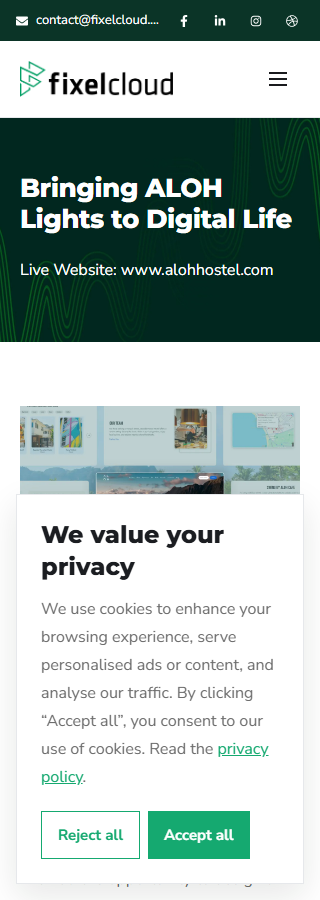 contact@fixelcloud....
fixelcloud
Bringing ALOH
Lights to Digital Life
Live Website: www.alohhostel.com
We value your
privacy
We use cookies to enhance your
browsing experience, serve
personalised ads or content, and
analyse our traffic. By clicking
“Accept all”, you consent to our
use of cookies. Read the privacy
policy.
Reject all
Accept all